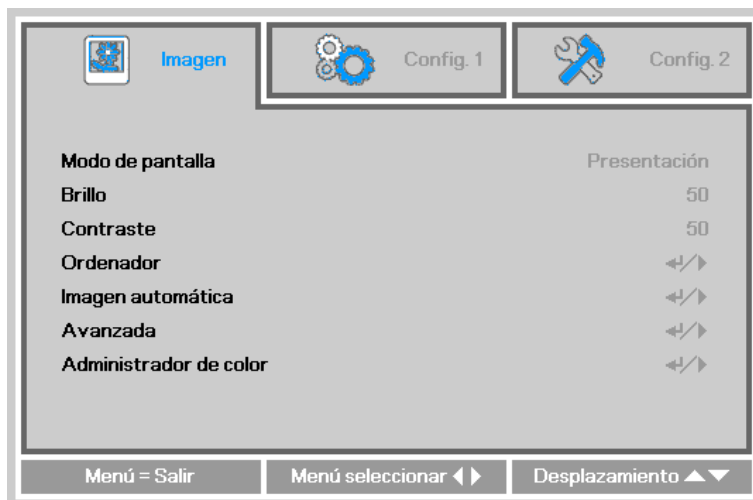 Imagen Config. 1 Config. 2
Modo de pantalla Presentación
Brillo 50
Contraste 50
Ordenador ↵/▶
Imagen automática ↵/▶
Avanzada ↵/▶
Administrador de color ↵/▶
Menú = Salir Menú seleccionar ◀▶ Desplazamiento ▲▼